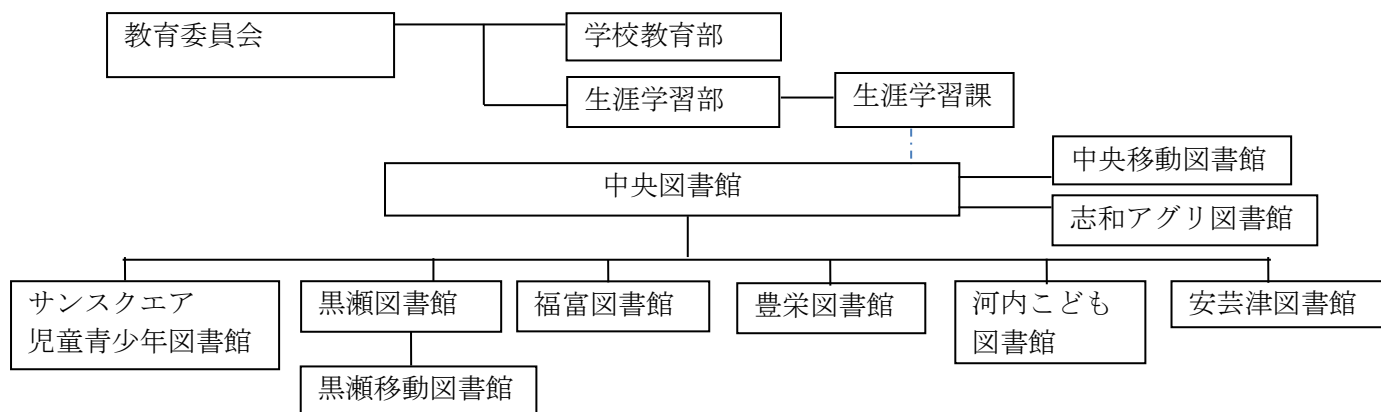 教育委員会
学校教育部
生涯学習部
生涯学習課
中央図書館
中央移動図書館
志和アグリ図書館
サンスクエア
児童青少年図書館
黒瀬図書館
福富図書館
豊栄図書館
河内こども
図書館
安芸津図書館
黒瀬移動図書館